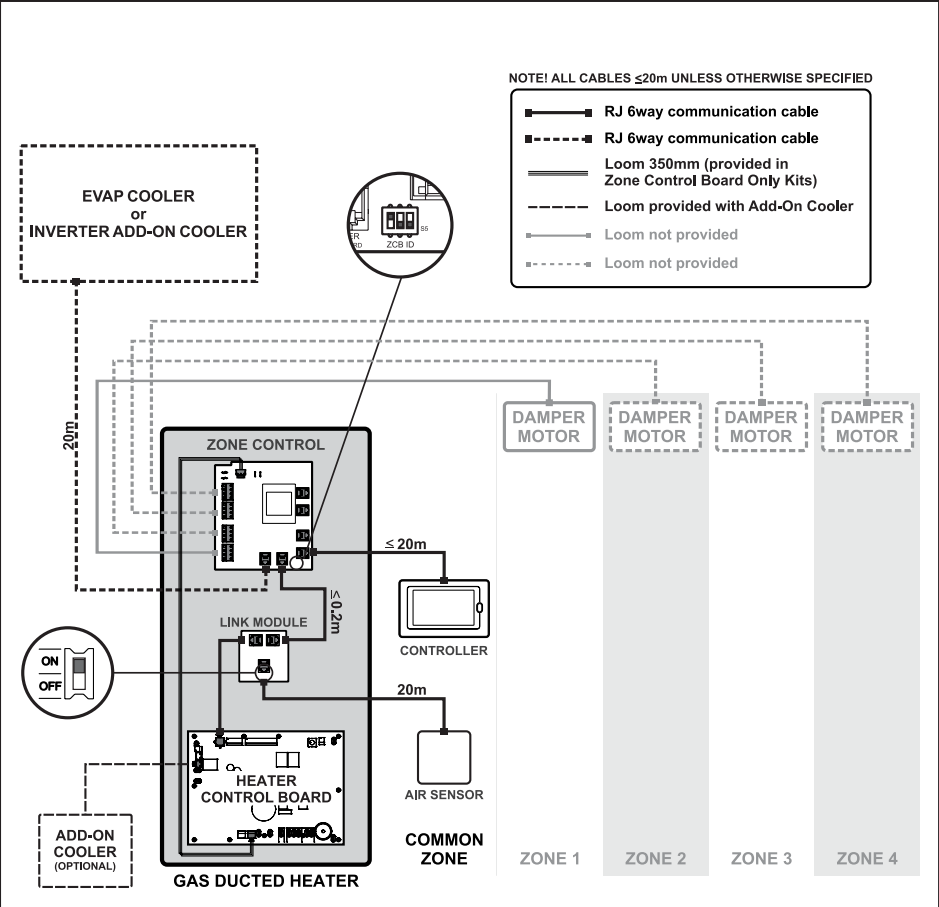 NOTE! ALL CABLES ≤20m UNLESS OTHERWISE SPECIFIED
RJ 6way communication cable
RJ 6way communication cable
Loom 350mm (provided in
Zone Control Board Only Kits)
Loom provided with Add-On Cooler
Loom not provided
Loom not provided
EVAP COOLER
or
INVERTER ADD-ON COOLER
S5
ER
RD
ZCB ID
20m
DAMPER
MOTOR
DAMPER
MOTOR
DAMPER
MOTOR
DAMPER
MOTOR
ZONE CONTROL
≤ 20m
≤ 0.2m
CONTROLLER
LINK MODULE
ON
OFF
20m
AIR SENSOR
HEATER
CONTROL BOARD
ADD-ON
COOLER
(OPTIONAL)
GAS DUCTED HEATER
COMMON
ZONE
ZONE 1
ZONE 2
ZONE 3
ZONE 4